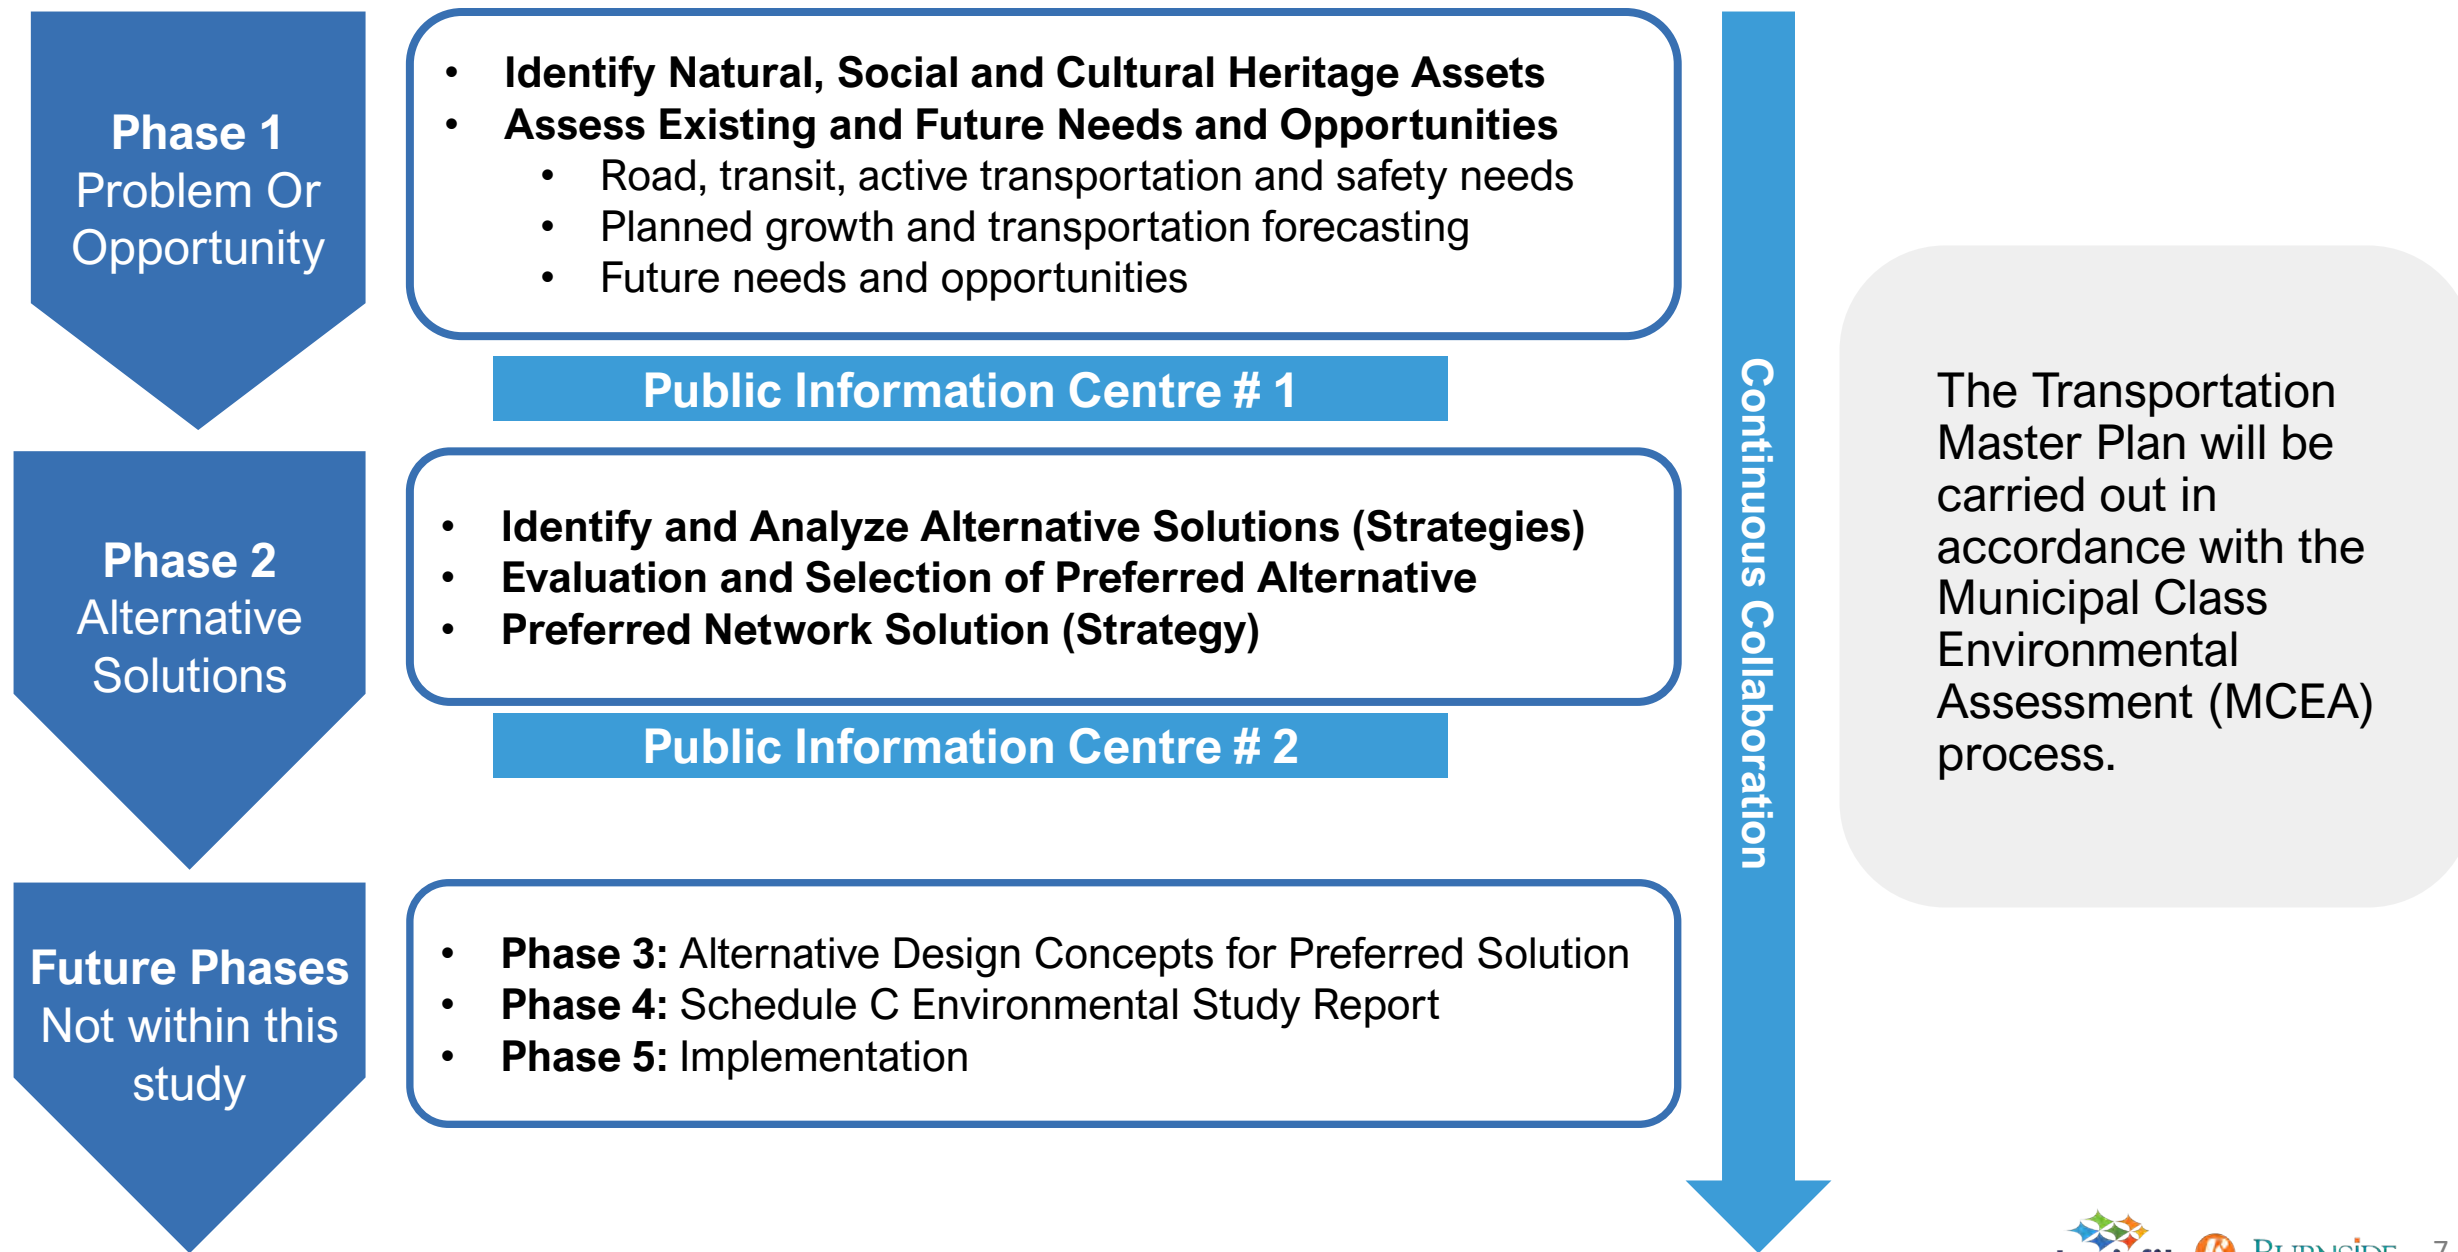 Phase 1
Problem Or
Opportunity
• Identify Natural, Social and Cultural Heritage Assets
• Assess Existing and Future Needs and Opportunities
• Road, transit, active transportation and safety needs
• Planned growth and transportation forecasting
• Future needs and opportunities
Public Information Centre # 1
Phase 2
Alternative
Solutions
• Identify and Analyze Alternative Solutions (Strategies)
• Evaluation and Selection of Preferred Alternative
• Preferred Network Solution (Strategy)
Public Information Centre # 2
Future Phases
Not within this
study
• Phase 3: Alternative Design Concepts for Preferred Solution
• Phase 4: Schedule C Environmental Study Report
• Phase 5: Implementation
Continuous Collaboration
The Transportation
Master Plan will be
carried out in
accordance with the
Municipal Class
Environmental
Assessment (MCEA)
process.
BURNSIDE
7